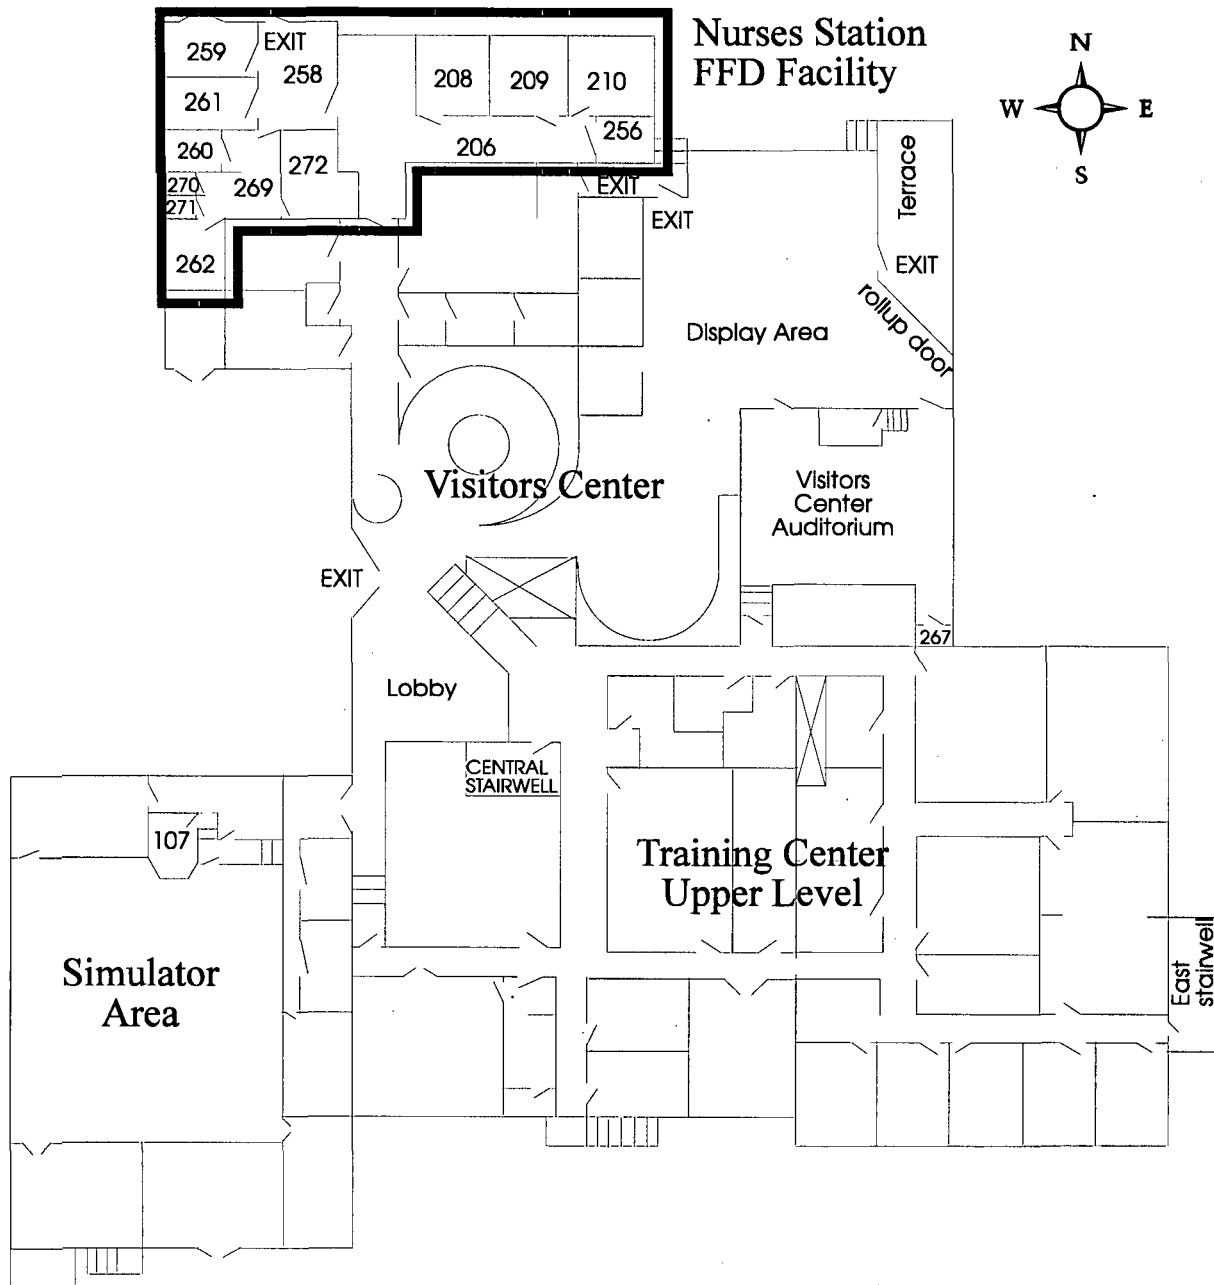 Nurses Station
FFD Facility
N
W E
S
259
EXIT
258
261
208
209
210
256
260
272
206
270
269
271
262
EXIT
EXIT
Terrace
EXIT
rollup door
Display Area
Visitors Center
Visitors
Center
Auditorium
EXIT
267
Lobby
CENTRAL
STAIRWELL
107
Training Center
Upper Level
Simulator
Area
East
stairwell